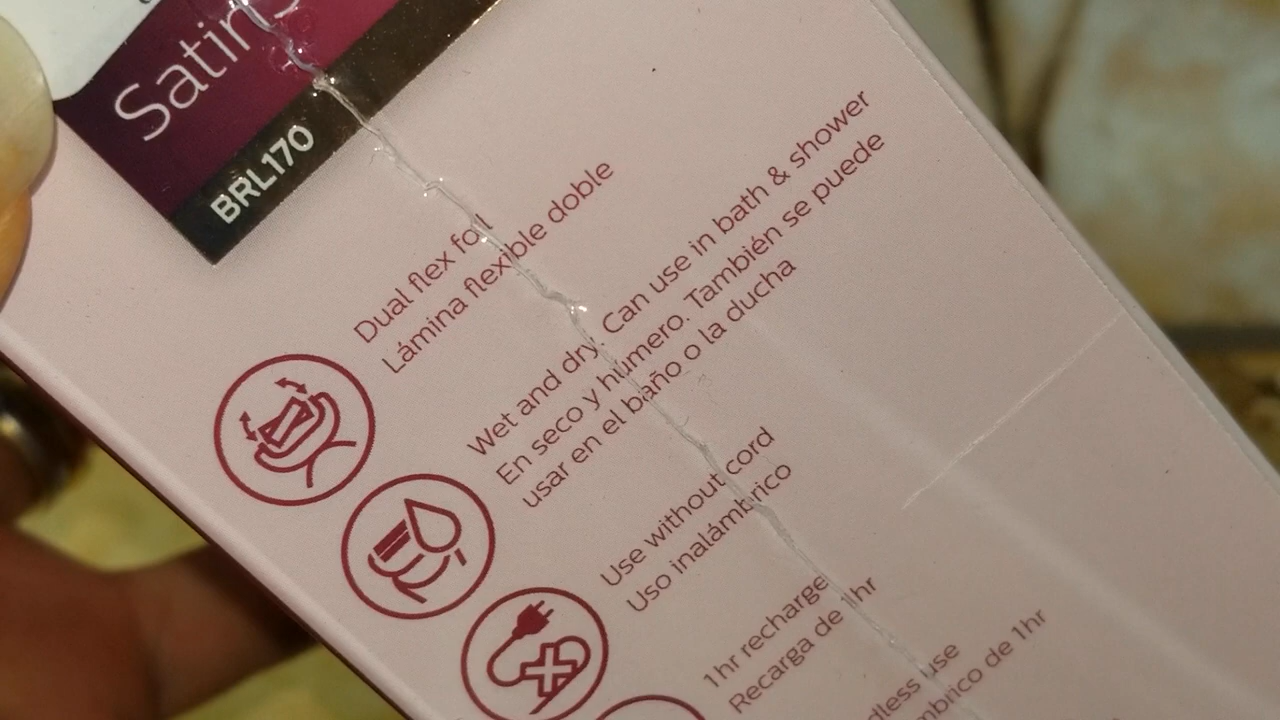 Satin
BRL170
Dual flex foil
Lámina flexible doble
Wet and dry. Can use in bath & shower
En seco y húmero. También se puede
usar en el baño o la ducha
Use without cord
Uso inalámbrico
1hr recharge
Recarga de 1hr
dless use
mbrico de 1hr